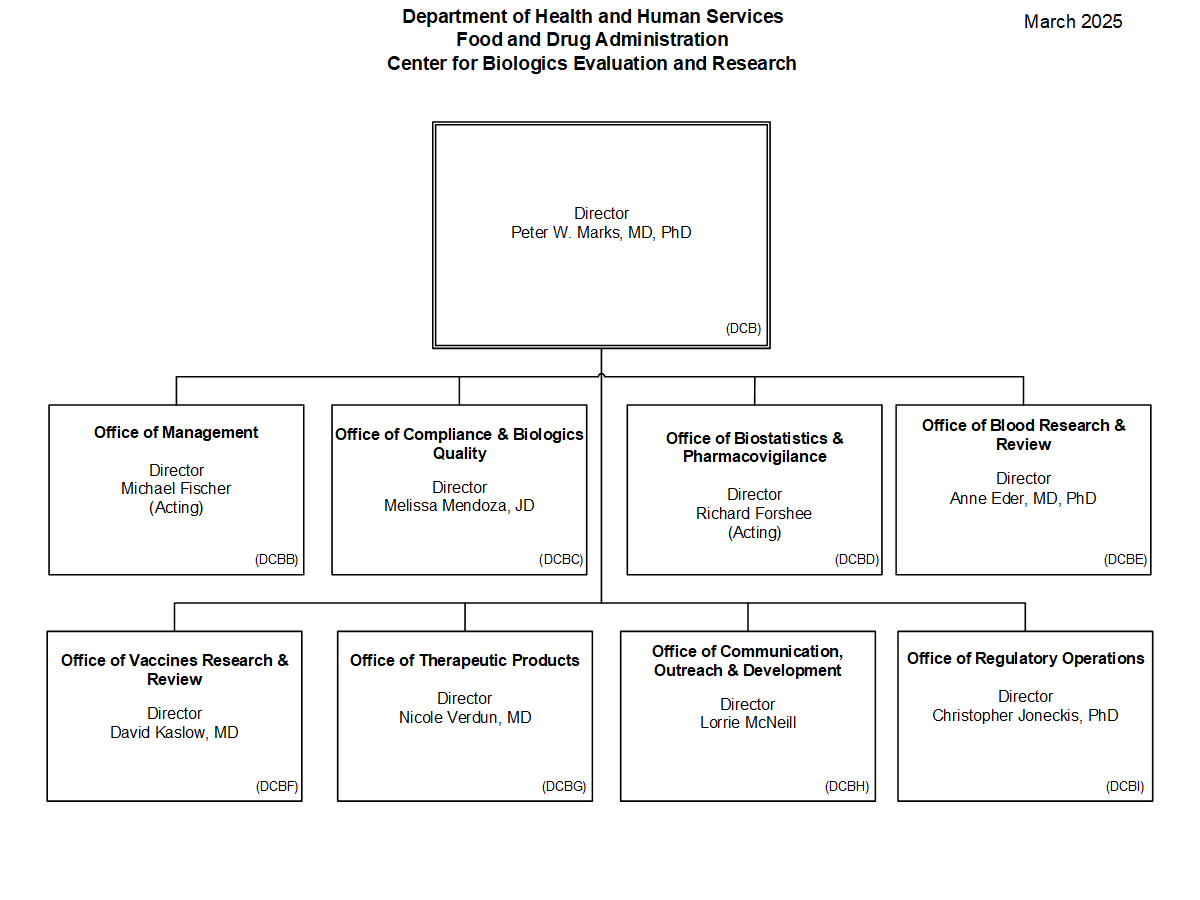 Department of Health and Human Services
Food and Drug Administration
Center for Biologics Evaluation and Research
March 2025
Director
Peter W. Marks, MD, PhD
(DCB)
Office of Management
Director
Michael Fischer
(Acting)
(DCBB)
Office of Compliance & Biologics
Quality
Director
Melissa Mendoza, JD
(DCBC)
Office of Biostatistics &
Pharmacovigilance
Director
Richard Forshee
(Acting)
(DCBD)
Office of Blood Research &
Review
Director
Anne Eder, MD, PhD
(DCBE)
Office of Vaccines Research &
Review
Director
David Kaslow, MD
(DCBF)
Office of Therapeutic Products
Director
Nicole Verdun, MD
(DCBG)
Office of Communication,
Outreach & Development
Director
Lorrie McNeill
(DCBH)
Office of Regulatory Operations
Director
Christopher Joneckis, PhD
(DCBI)